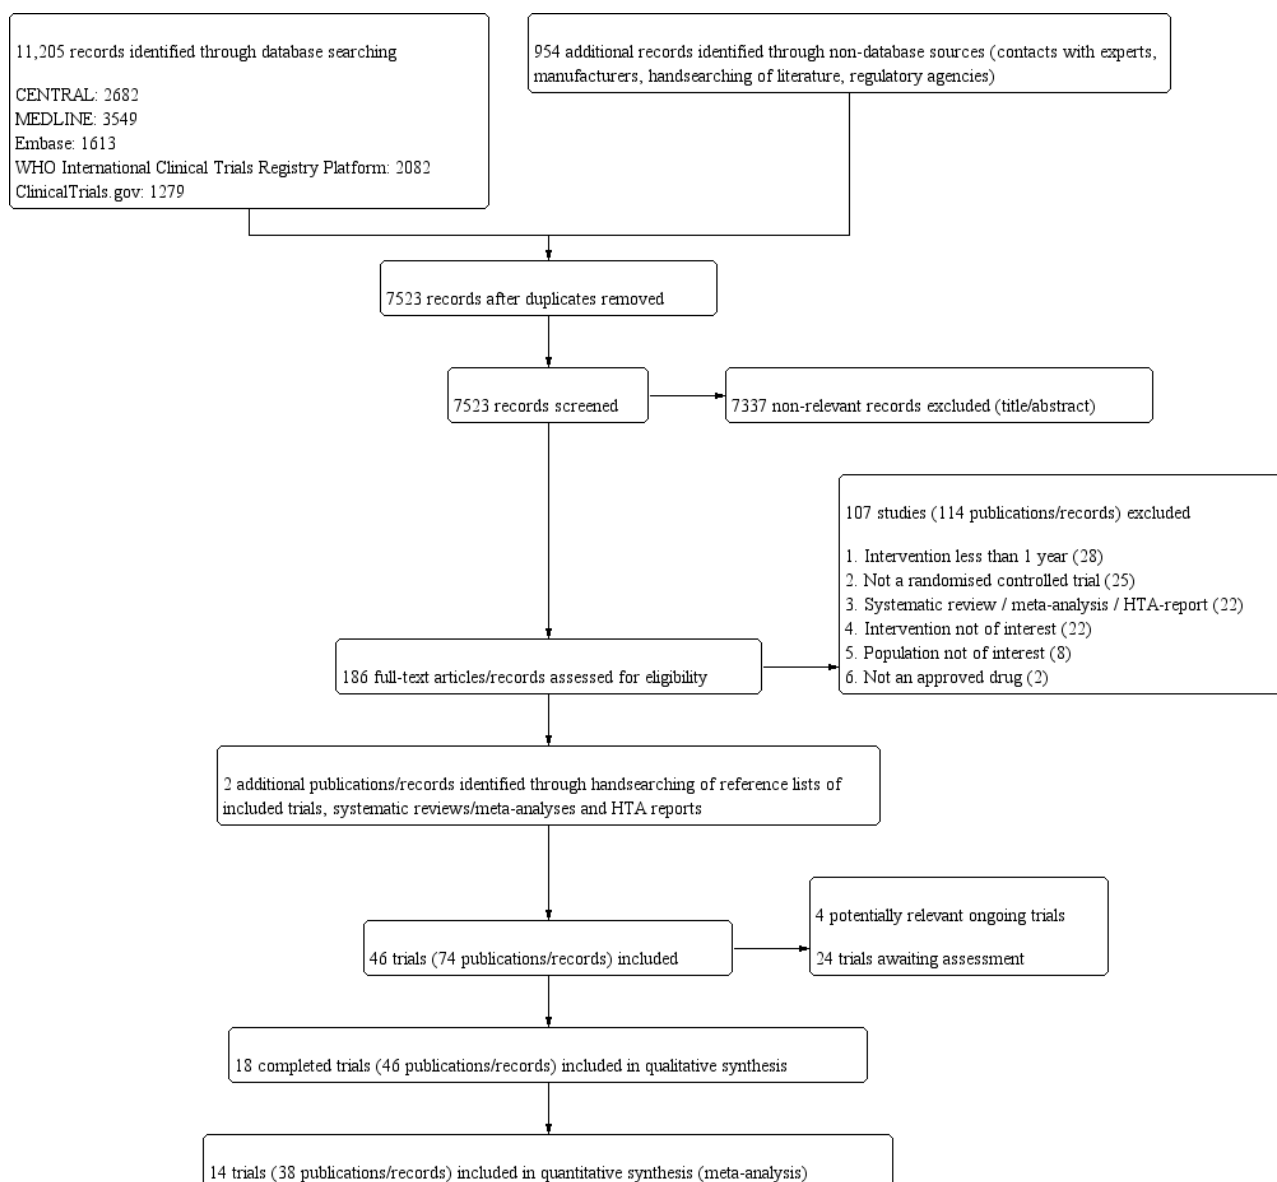 11,205 records identified through database searching
CENTRAL: 2682
MEDLINE: 3549
Embase: 1613
WHO International Clinical Trials Registry Platform: 2082
ClinicalTrials.gov: 1279
954 additional records identified through non-database sources (contacts with experts,
manufacturers, handsearching of literature, regulatory agencies)
7523 records after duplicates removed
7523 records screened
7337 non-relevant records excluded (title/abstract)
107 studies (114 publications/records) excluded
1. Intervention less than 1 year (28)
2. Not a randomised controlled trial (25)
3. Systematic review / meta-analysis / HTA-report (22)
4. Intervention not of interest (22)
5. Population not of interest (8)
6. Not an approved drug (2)
186 full-text articles/records assessed for eligibility
2 additional publications/records identified through handsearching of reference lists of
included trials, systematic reviews/meta-analyses and HTA reports
46 trials (74 publications/records) included
4 potentially relevant ongoing trials
24 trials awaiting assessment
18 completed trials (46 publications/records) included in qualitative synthesis
14 trials (38 publications/records) included in quantitative synthesis (meta-analysis)